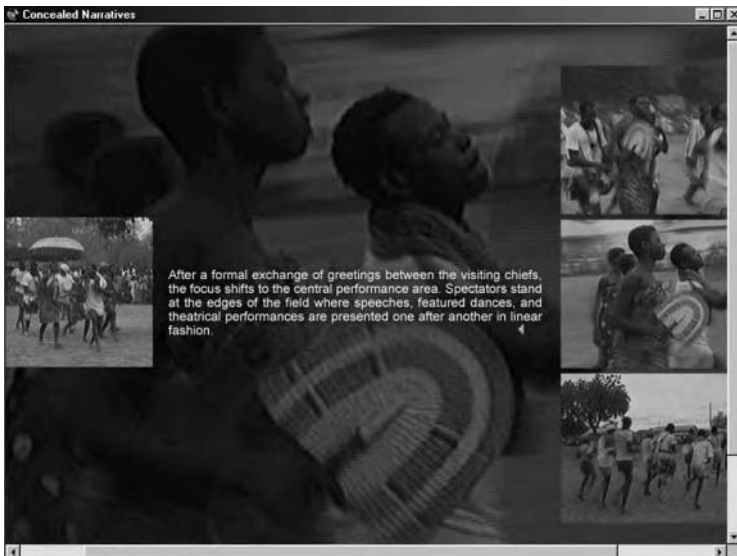 Concealed Narratives
After a formal exchange of greetings between the visiting chiefs,
the focus shifts to the central performance area. Spectators stand
at the edges of the field where speeches, featured dances, and
theatrical performances are presented one after another in linear
fashion.